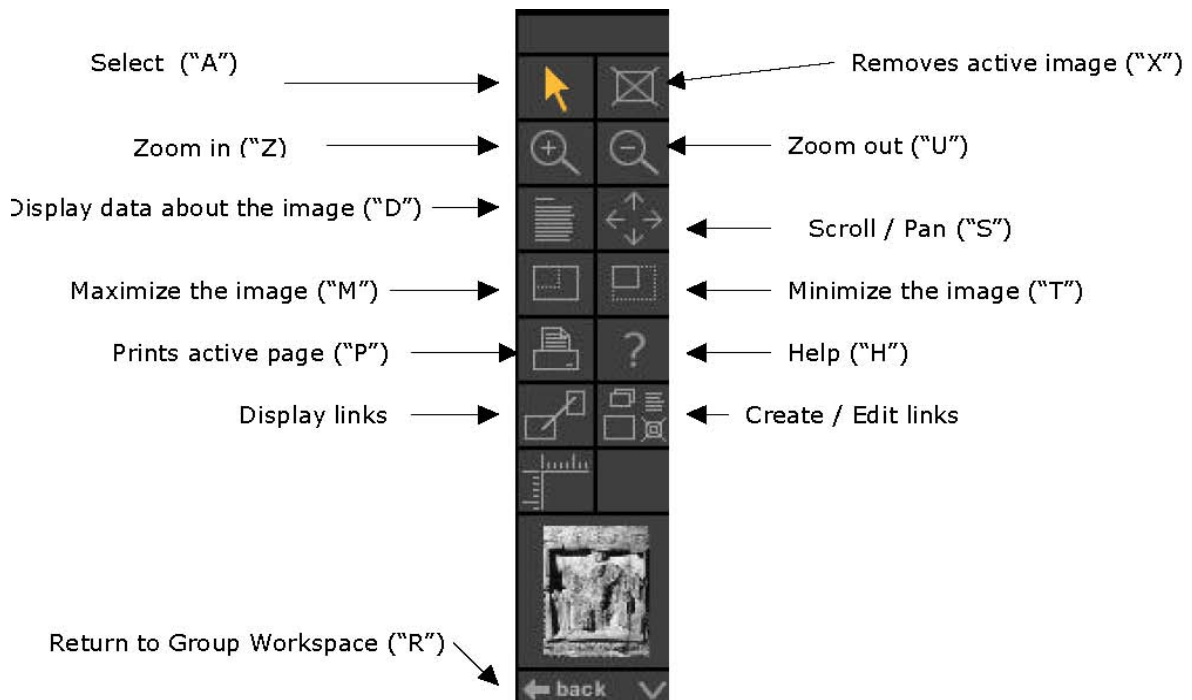 Select ("A")
Removes active image ("X")
Zoom in ("Z)
Zoom out ("U")
Display data about the image ("D")
Scroll / Pan ("S")
Maximize the image ("M")
Minimize the image ("T")
Prints active page ("P")
?
Help ("H")
Display links
Create / Edit links
Return to Group Workspace ("R")
back